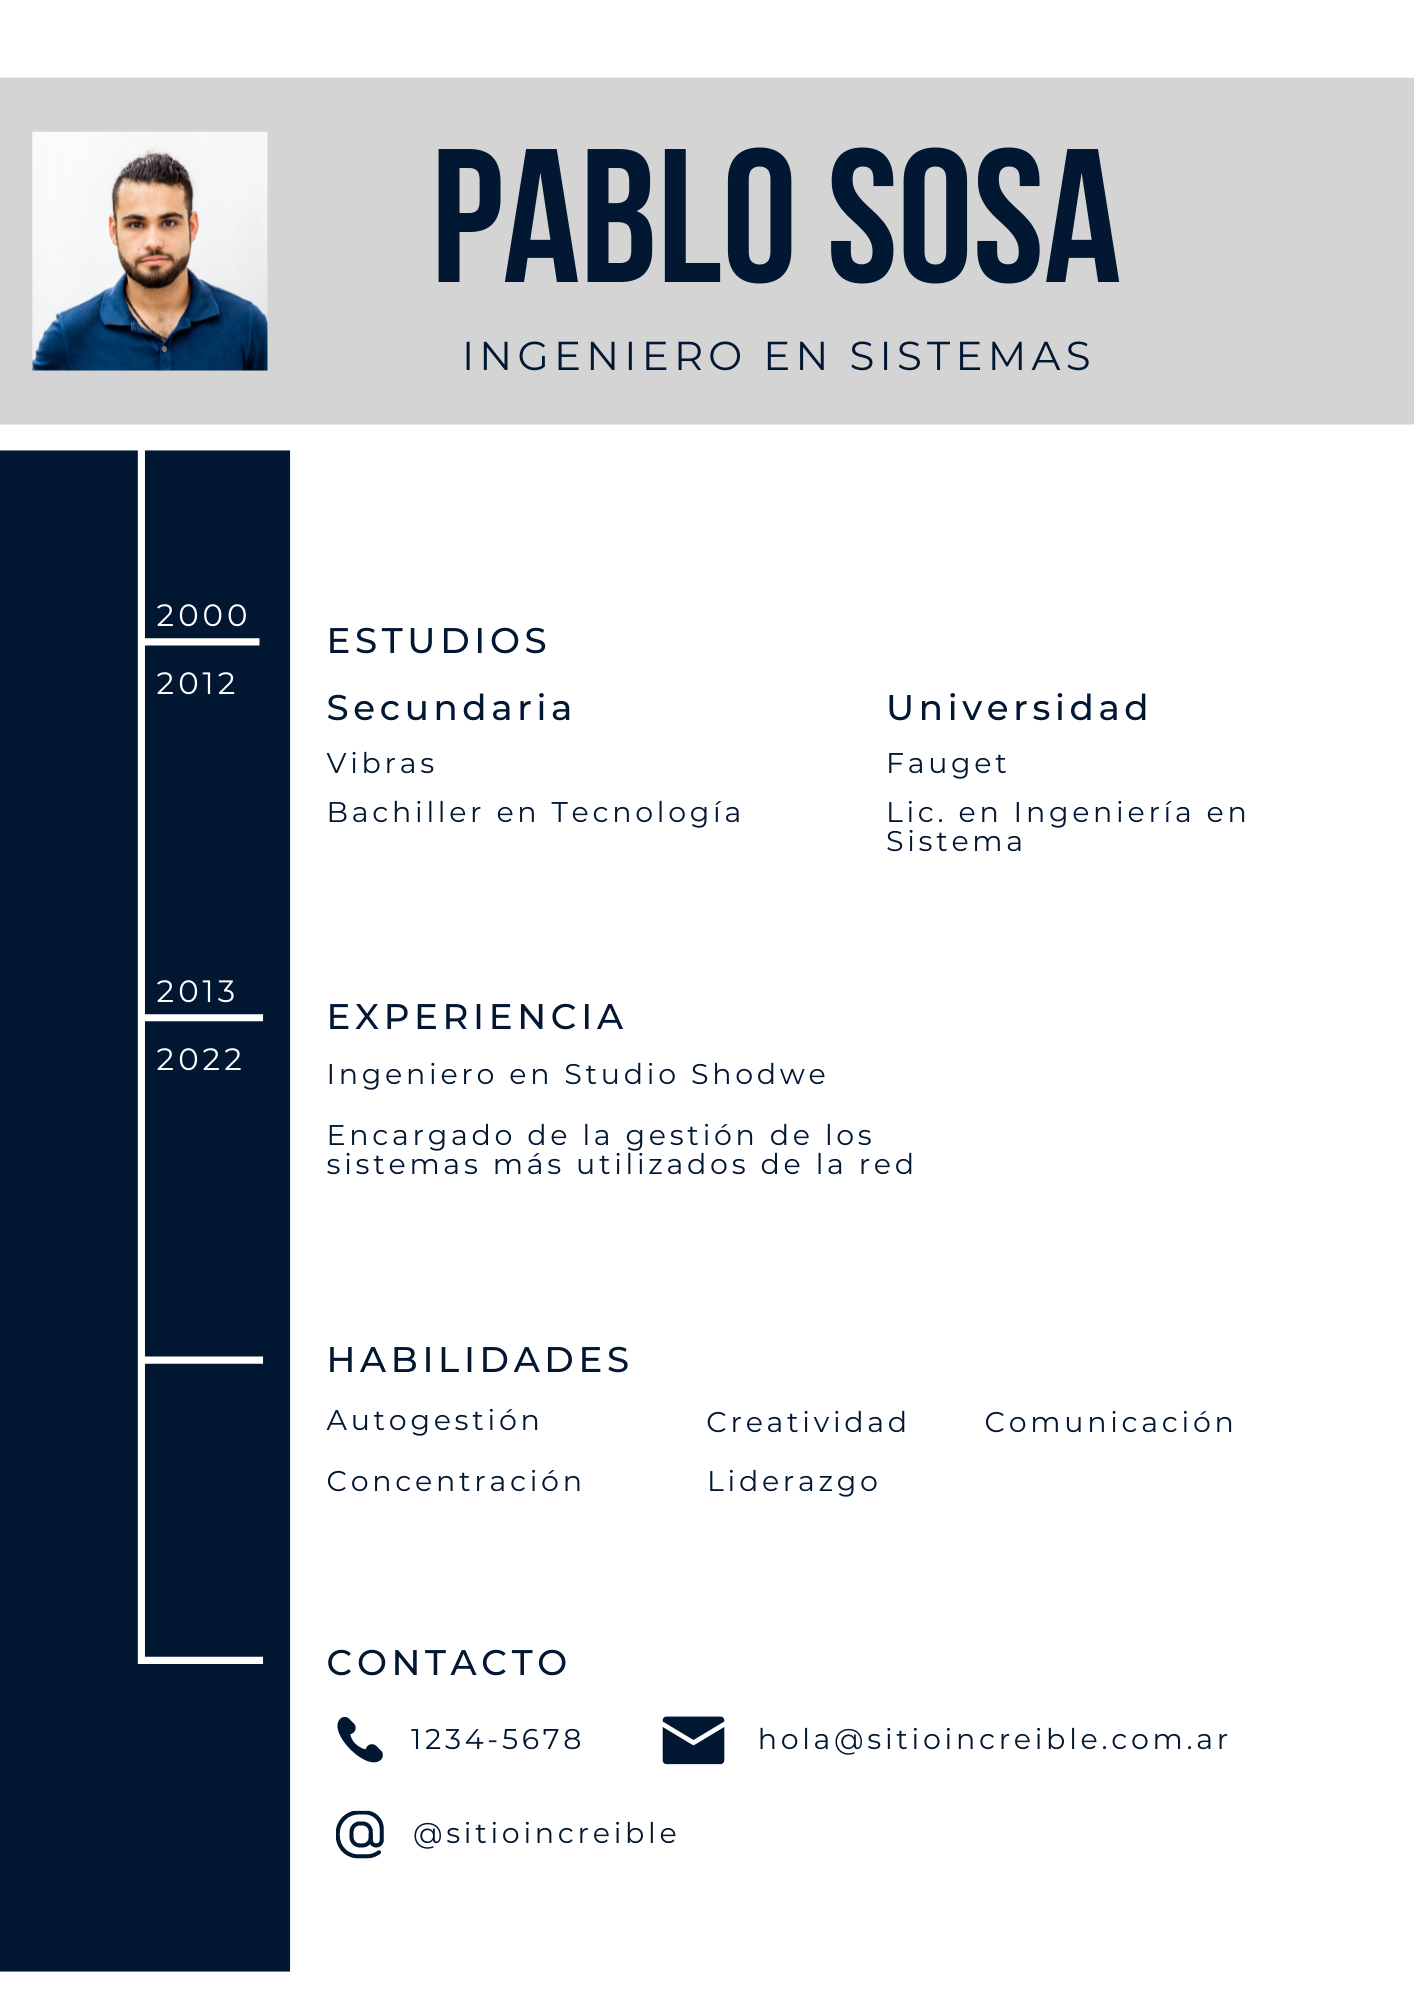 PABLO SOSA
INGENIERO EN SISTEMAS
2000
2012
ESTUDIOS
Secundaria
Vibras
Bachiller en Tecnología
Universidad
Fauget
Lic. en Ingeniería en
Sistema
2013
2022
EXPERIENCIA
Ingeniero en Studio Shodwe
Encargado de la gestión de los
sistemas más utilizados de la red
HABILIDADES
Autogestión
Creatividad
Comunicación
Concentración
Liderazgo
CONTACTO
1234-5678
hola@sitioincreible.com.ar
@sitioincreible